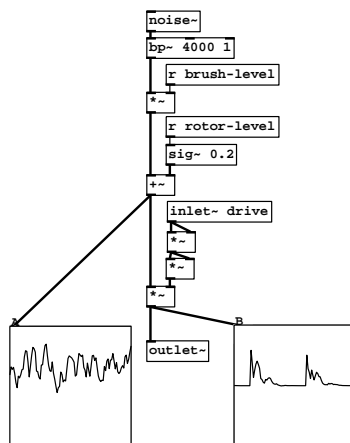 noise~
bp~ 4000 1
r brush-level
*~
r rotor-level
sig~ 0.2
+~
inlet~ drive
*~
*~
*~
A
B
outlet~